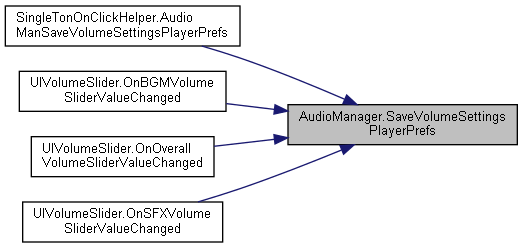 SingleTonOnClickHelper.Audio
ManSaveVolumeSettingsPlayerPrefs
UIVolumeSlider.OnBGMVolume
SliderValueChanged
AudioManager.SaveVolumeSettings
PlayerPrefs
UIVolumeSlider.OnOverall
VolumeSliderValueChanged
UIVolumeSlider.OnSFXVolume
SliderValueChanged